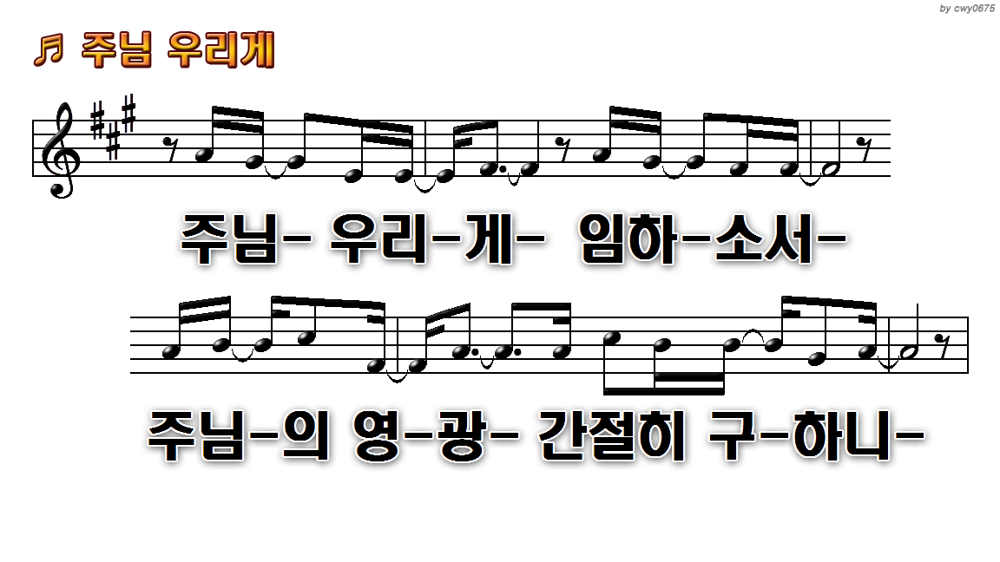 by cwy0675
주님 우리게
주님- 우리-게- 임하-소서-
주님-의 영-광- 간절히 구-하니-